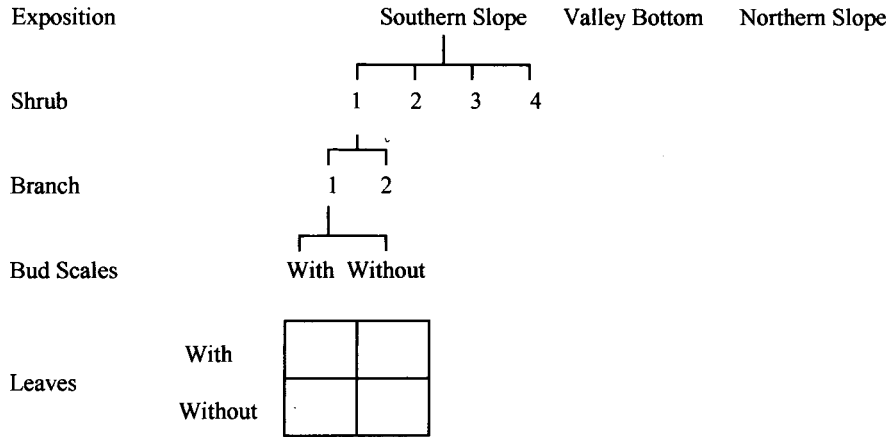 Exposition Southern Slope Valley Bottom Northern Slope
Shrub 1 2 3 4
Branch 1 2
Bud Scales With Without
With
Leaves
Without